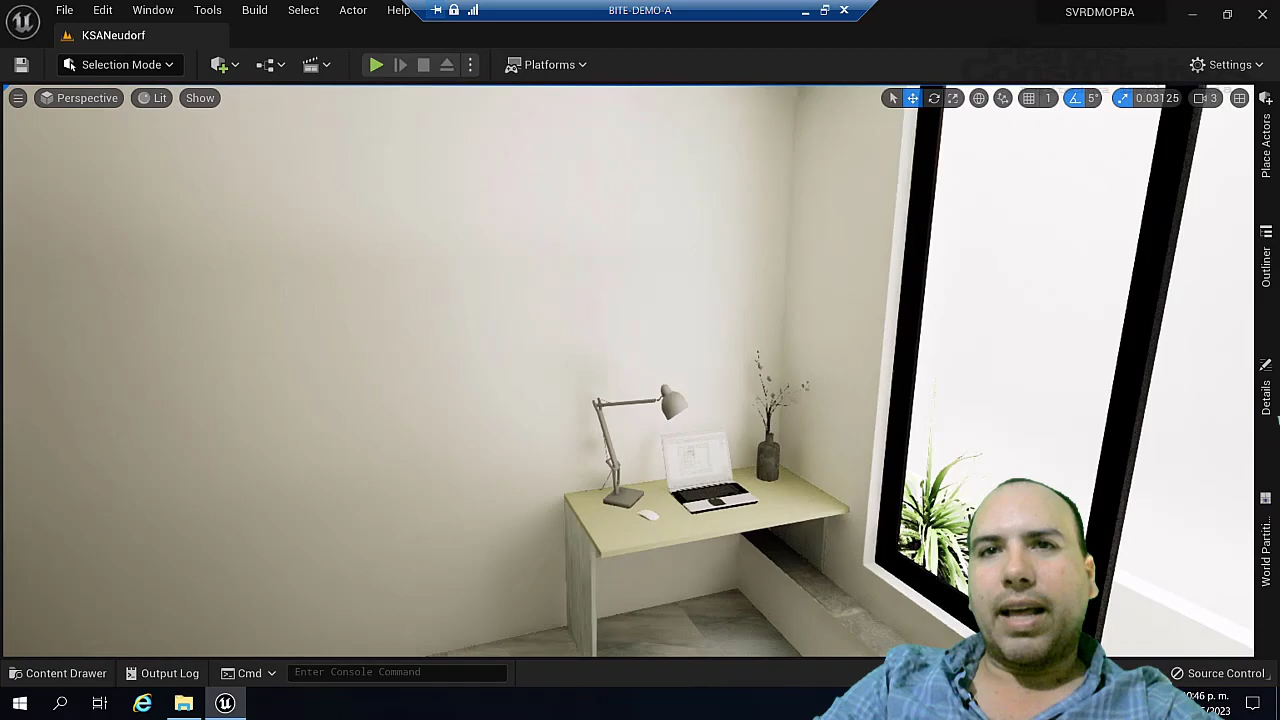 File Edit Window Tools Build Select Actor Help
BITE-DEMO-A
SVRDMOPBA
KSANeudorf
Selection Mode
Platforms
Settings
Perspective
Lit
Show
1
5°
0.03125
3
Place Actors
Outliner
Details
World Partiti...
Content Drawer
Output Log
Cmd
Enter Console Command
Source Control
:46 p. m.
/2023